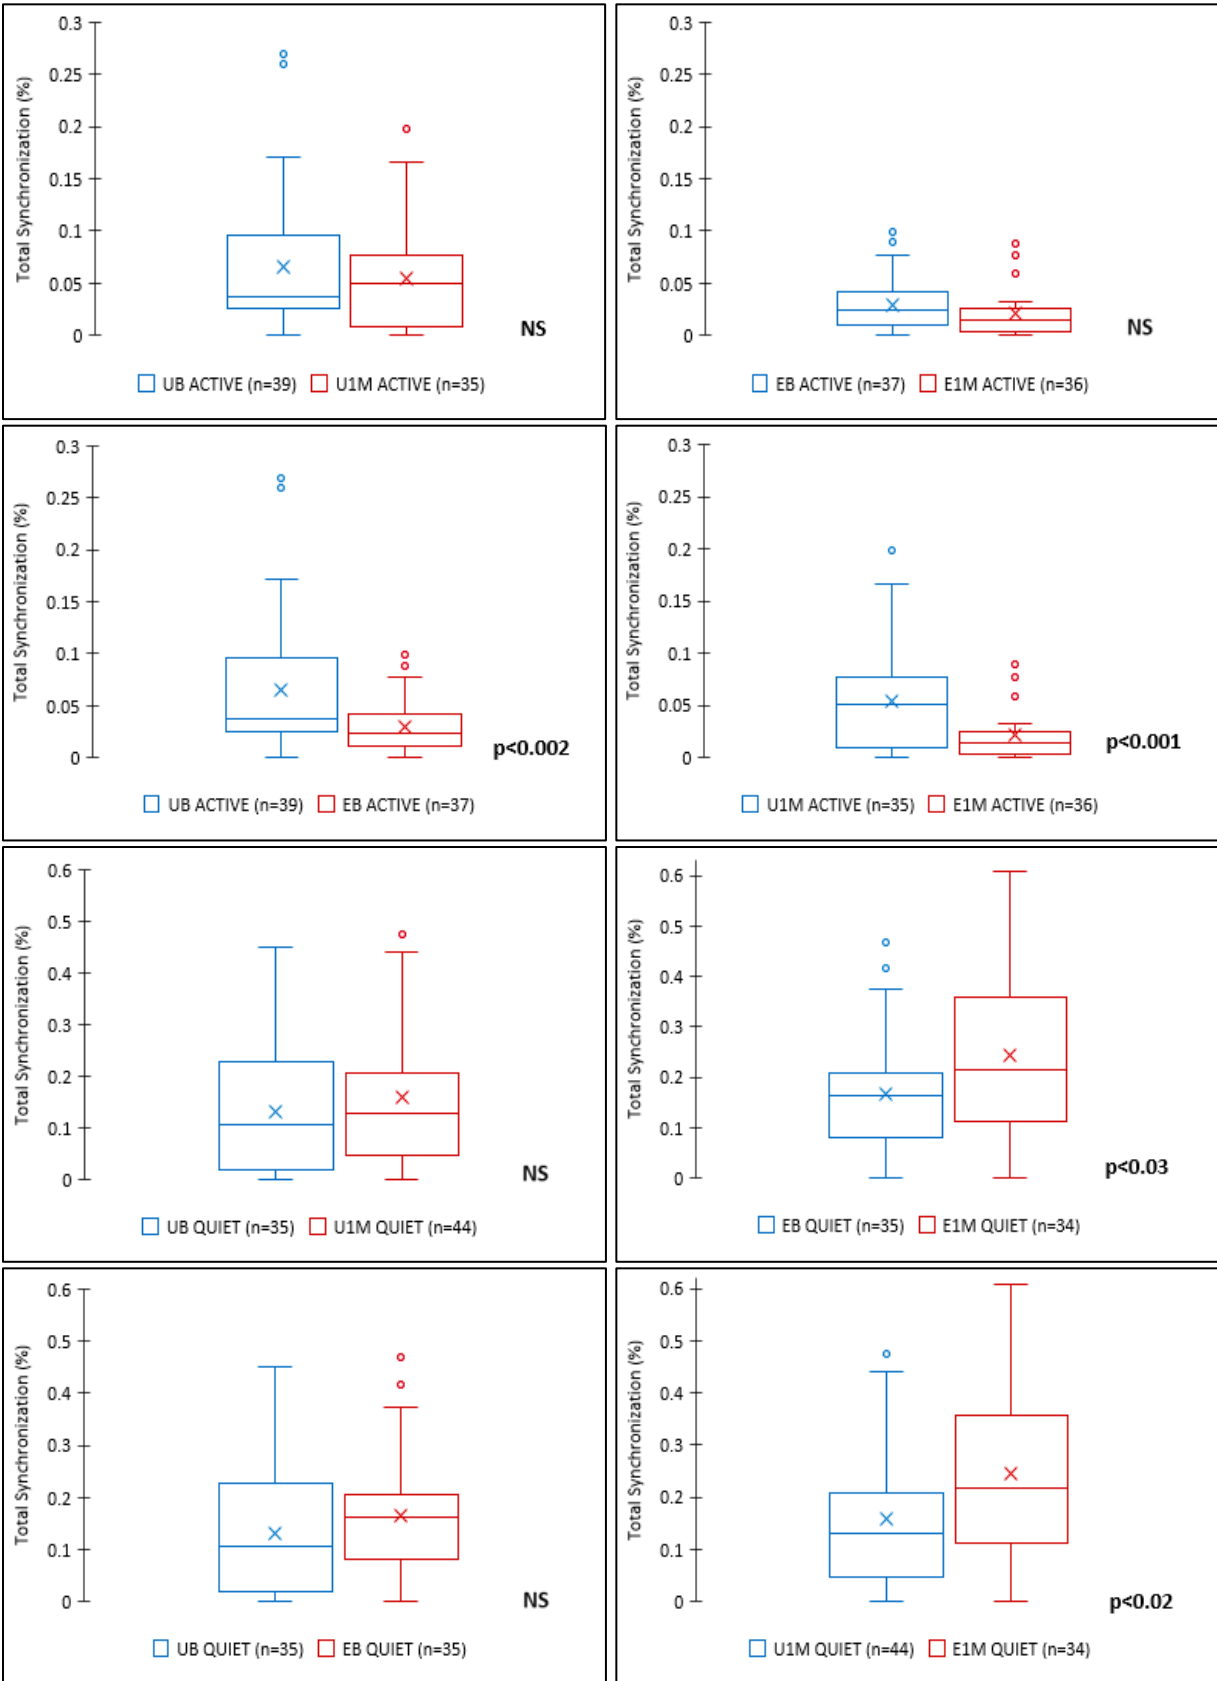 Total Synchronization (%)
0.3
0.25
0.2
0.15
0.1
0.05
0
NS
UB ACTIVE (n=39) U1M ACTIVE (n=35)
Total Synchronization (%)
0.3
0.25
0.2
0.15
0.1
0.05
0
NS
EB ACTIVE (n=37) E1M ACTIVE (n=36)
Total Synchronization (%)
0.3
0.25
0.2
0.15
0.1
0.05
0
p<0.002
UB ACTIVE (n=39) EB ACTIVE (n=37)
Total Synchronization (%)
0.3
0.25
0.2
0.15
0.1
0.05
0
p<0.001
U1M ACTIVE (n=35) E1M ACTIVE (n=36)
Total Synchronization (%)
0.6
0.5
0.4
0.3
0.2
0.1
0
NS
UB QUIET (n=35) U1M QUIET (n=44)
Total Synchronization (%)
0.6
0.5
0.4
0.3
0.2
0.1
0
p<0.03
EB QUIET (n=35) E1M QUIET (n=34)
Total Synchronization (%)
0.6
0.5
0.4
0.3
0.2
0.1
0
NS
UB QUIET (n=35) EB QUIET (n=35)
Total Synchronization (%)
0.6
0.5
0.4
0.3
0.2
0.1
0
p<0.02
U1M QUIET (n=44) E1M QUIET (n=34)